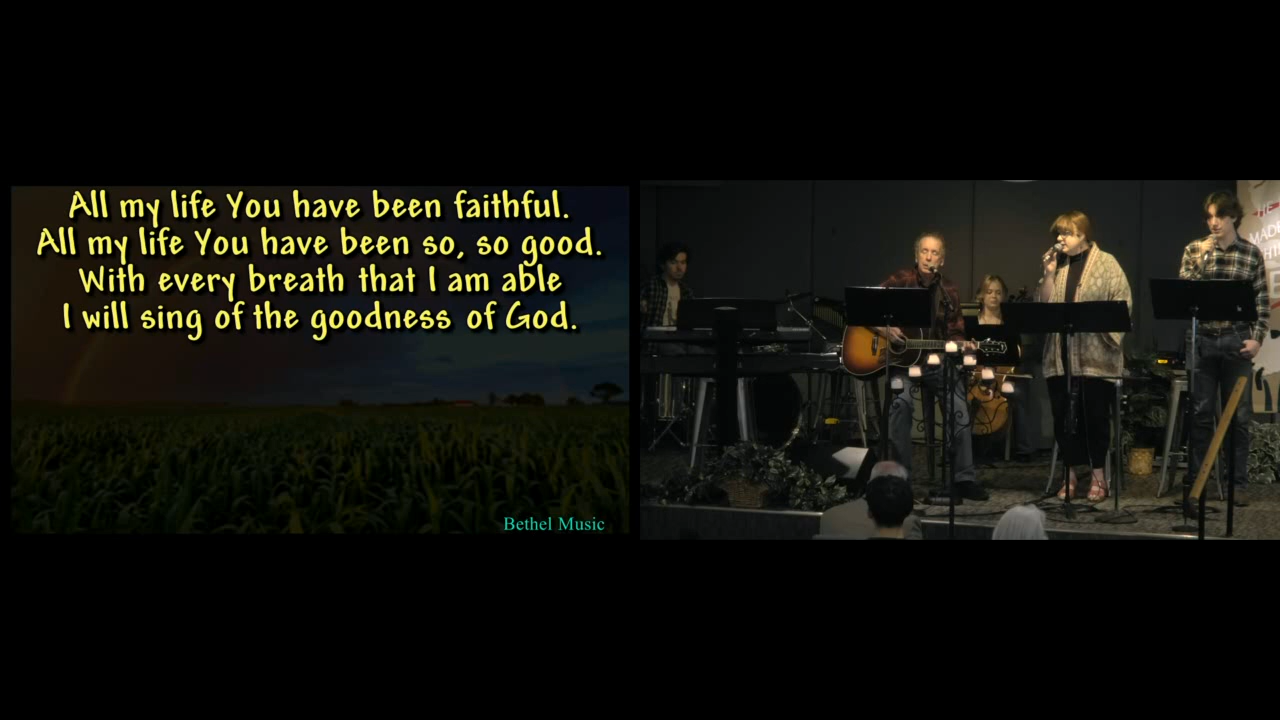 All my life You have been faithful.
All my life You have been so, so good.
With every breath that I am able
I will sing of the goodness of God.
Bethel Music
MADE